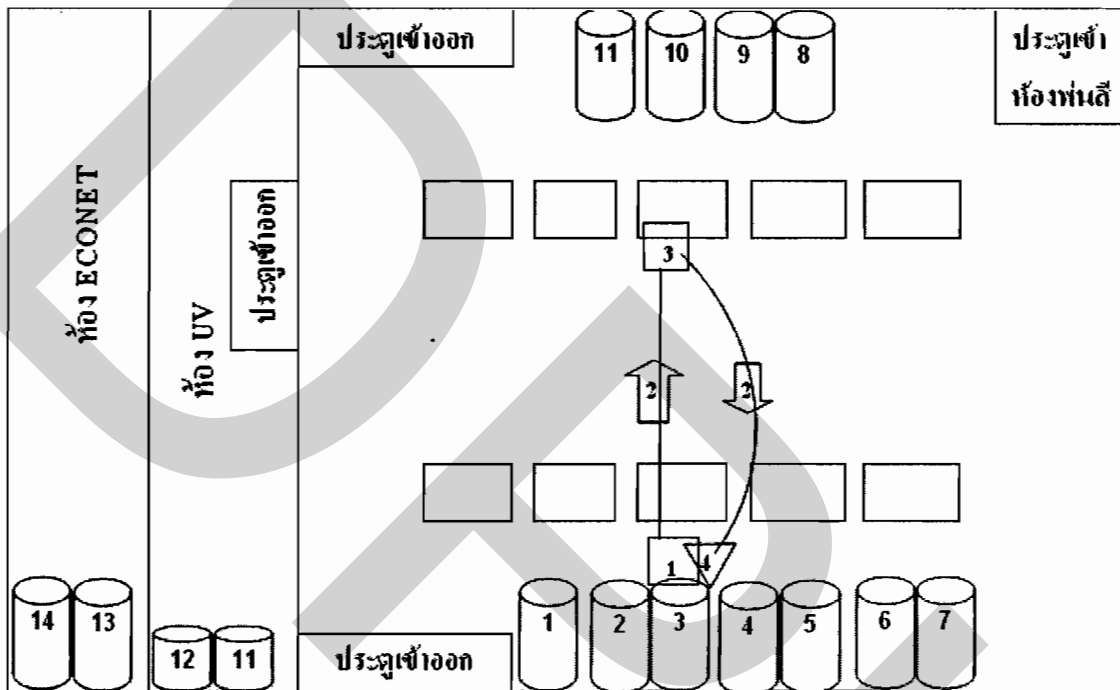 ประตูเข้าออก
11 10 9 8
ประตูเข้า
ห้องพ่นสี
ห้อง ECONET
ห้อง UV
ประตูเข้าออก
3
2 2
1 4
14 13
12 11
1 2 3 4 5 6 7
ประตูเข้าออก